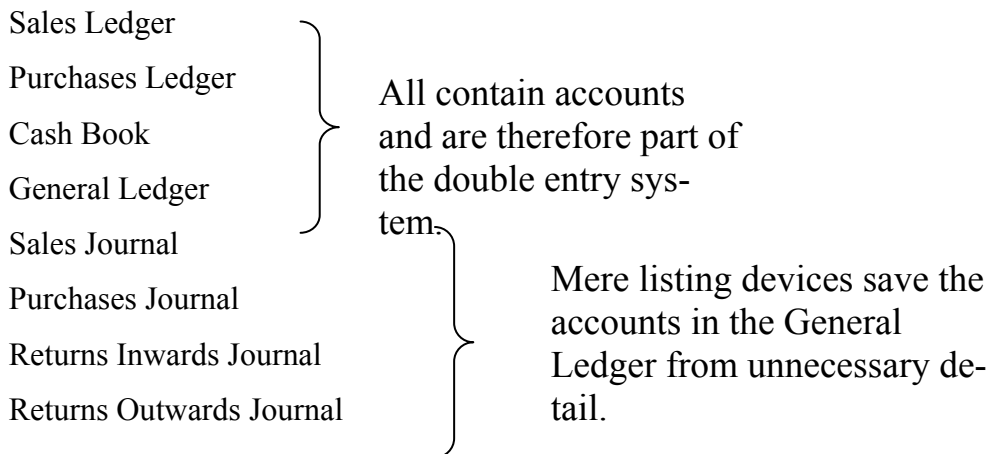 Sales Ledger
Purchases Ledger
Cash Book
General Ledger
Sales Journal
Purchases Journal
Returns Inwards Journal
Returns Outwards Journal
All contain accounts
and are therefore part of
the double entry sys-
tem.
Mere listing devices save the
accounts in the General
Ledger from unnecessary de-
tail.